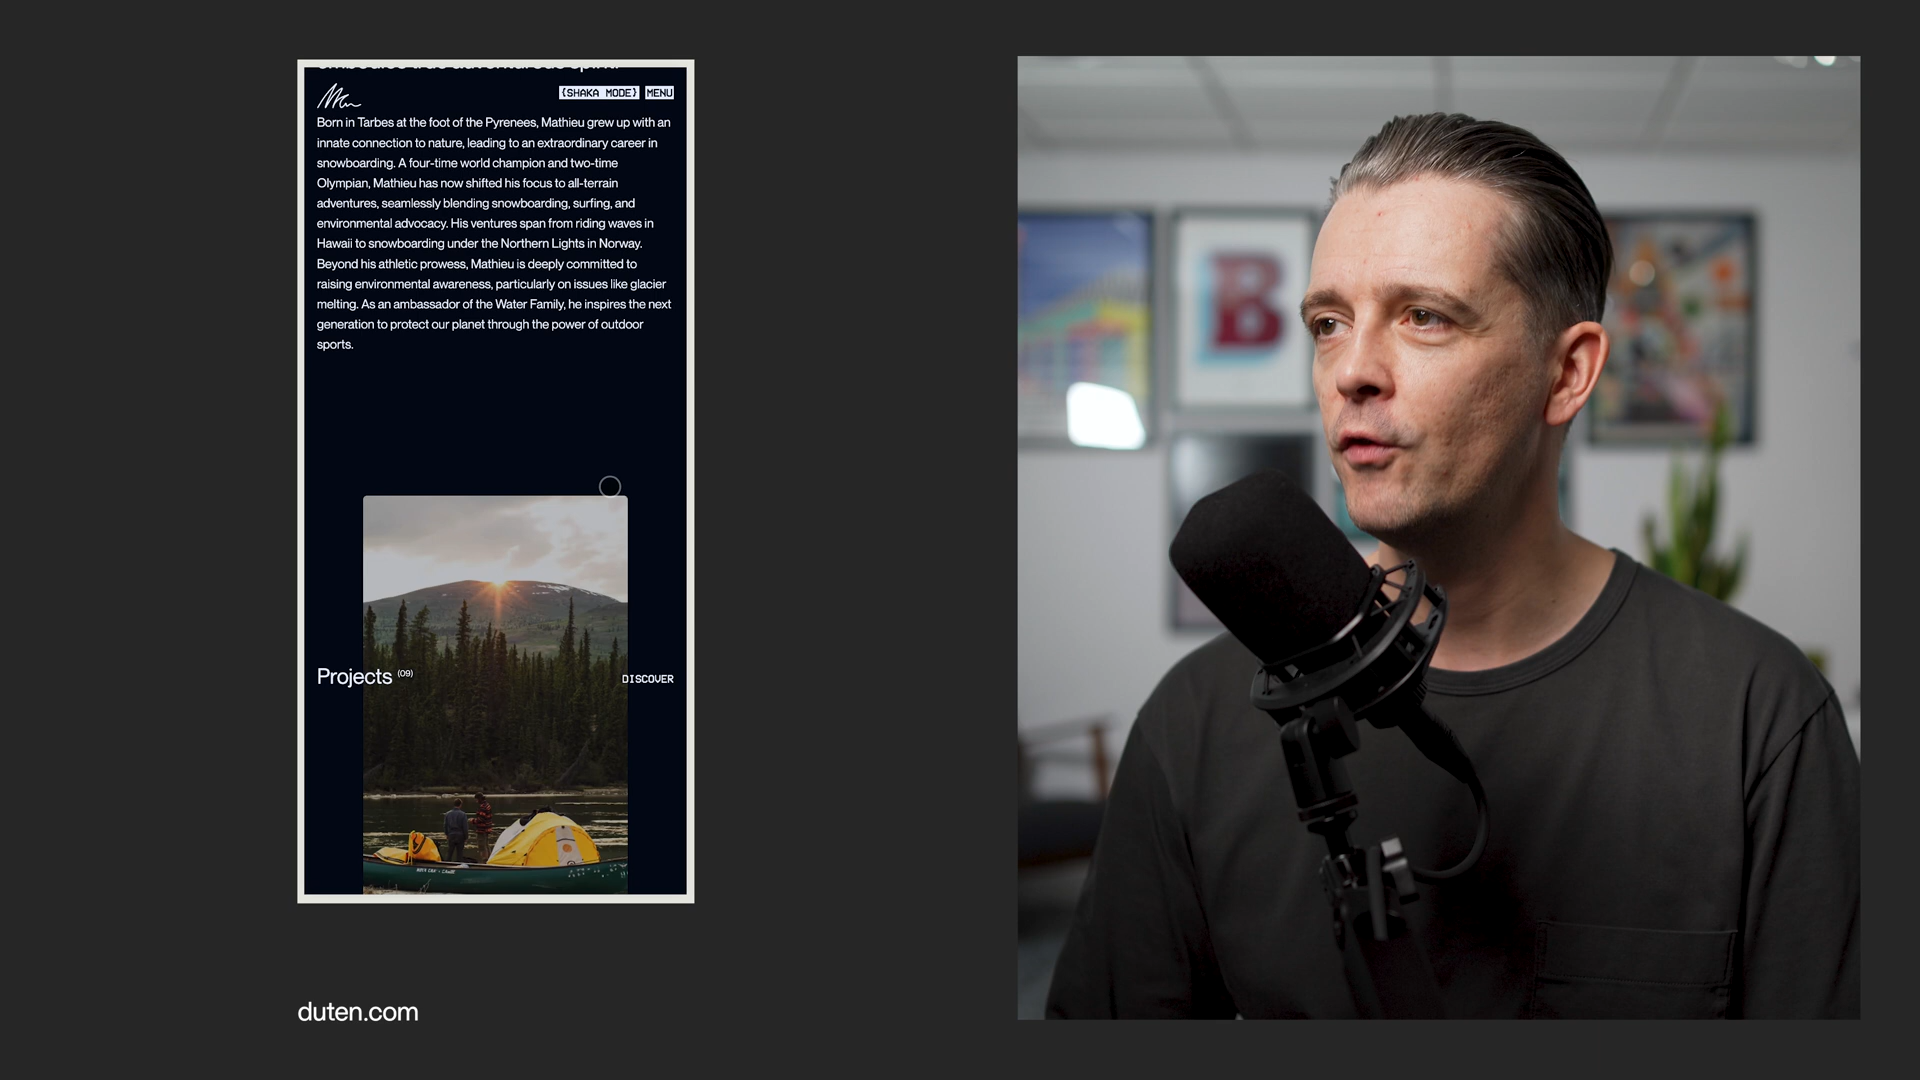 {SHAKA MODE} MENU
Born in Tarbes at the foot of the Pyrenees, Mathieu grew up with an
innate connection to nature, leading to an extraordinary career in
snowboarding. A four-time world champion and two-time
Olympian, Mathieu has now shifted his focus to all-terrain
adventures, seamlessly blending snowboarding, surfing, and
environmental advocacy. His ventures span from riding waves in
Hawaii to snowboarding under the Northern Lights in Norway.
Beyond his athletic prowess, Mathieu is deeply committed to
raising environmental awareness, particularly on issues like glacier
melting. As an ambassador of the Water Family, he inspires the next
generation to protect our planet through the power of outdoor
sports.
Projects (09)
DISCOVER
duten.com
B